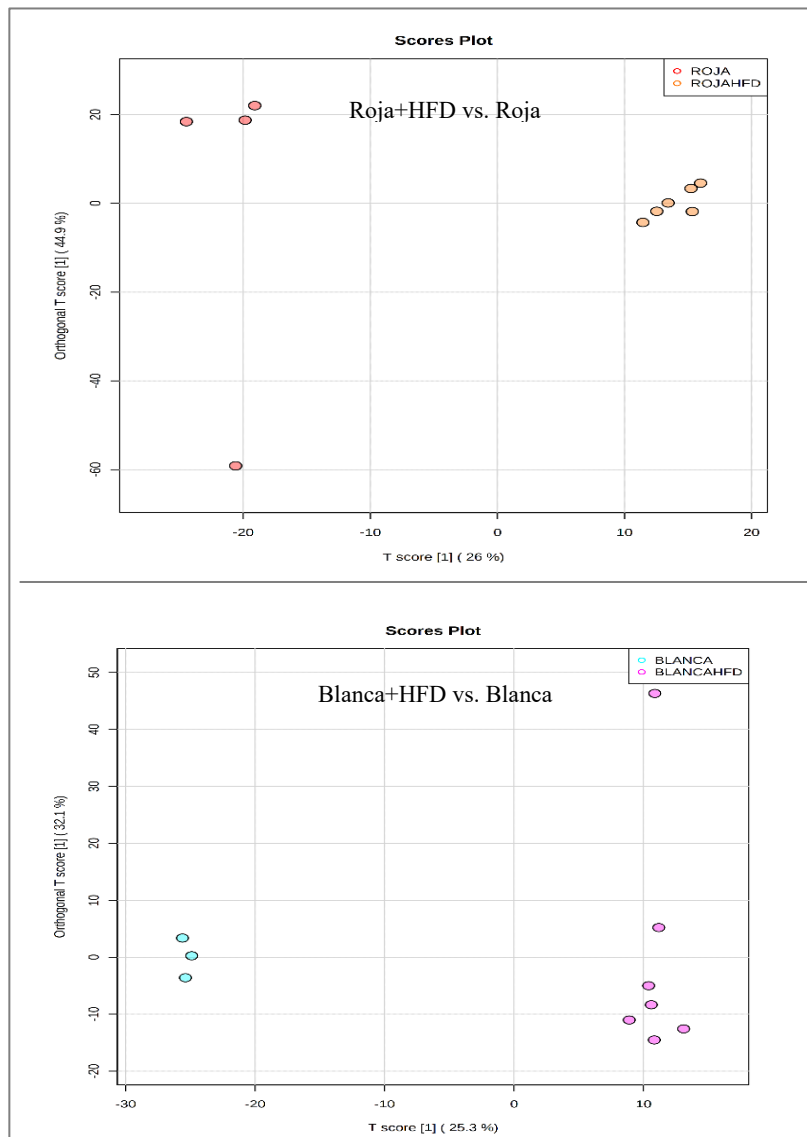 Scores Plot
ROJA
ROJAHFD
Roja+HFD vs. Roja
Orthogonal T score [1] ( 44.9 %)
20
0
-20
-40
-60
-20
-10
0
10
20
T score [1] ( 26 %)
Scores Plot
BLANCA
BLANCAHFD
Blanca+HFD vs. Blanca
Orthogonal T score [1] ( 32.1 %)
50
40
30
20
10
0
-10
-20
-30
-20
-10
0
10
T score [1] ( 25.3 %)